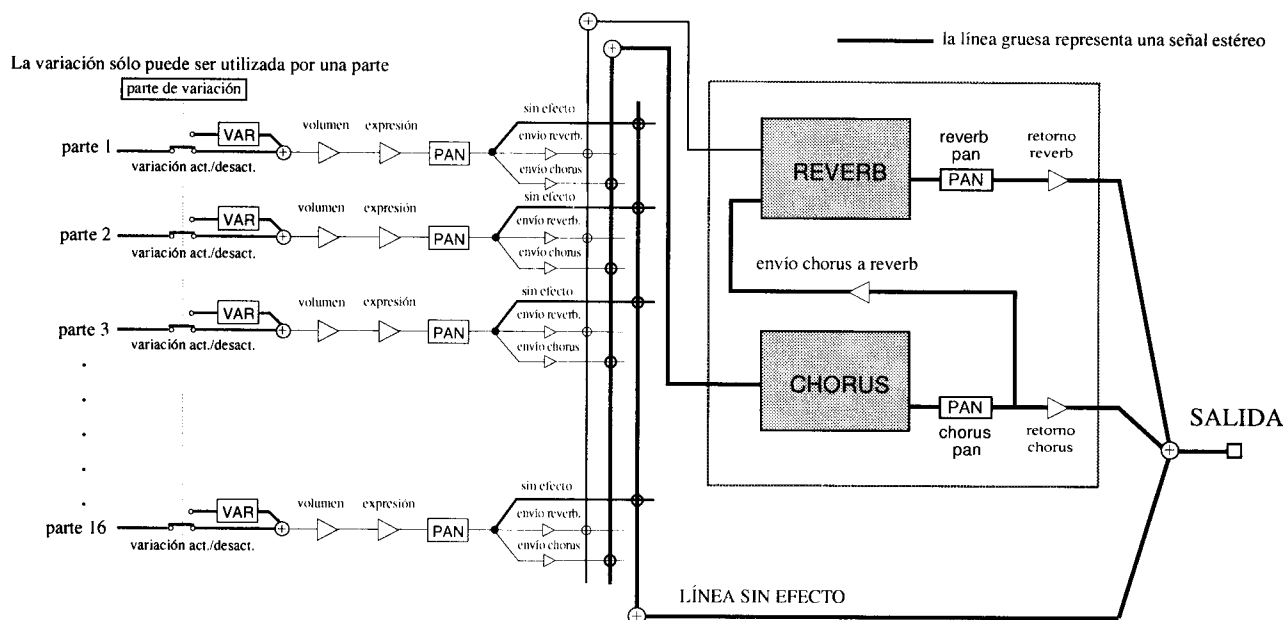 la línea gruesa representa una señal estéreo
La variación sólo puede ser utilizada por una parte
parte de variación
parte 1
VAR
variación act./desact.
volumen
expresión
PAN
sin efecto
envío reverb.
envío chorus
parte 2
VAR
variación act./desact.
volumen
expresión
PAN
sin efecto
envío reverb.
envío chorus
parte 3
VAR
variación act./desact.
volumen
expresión
PAN
sin efecto
envío reverb.
envío chorus
parte 16
VAR
variación act./desact.
volumen
expresión
PAN
sin efecto
envío reverb.
envío chorus
REVERB
reverb
pan
PAN
retorno
reverb
envío chorus a reverb
CHORUS
PAN
chorus
pan
retorno
chorus
SALIDA
LÍNEA SIN EFECTO